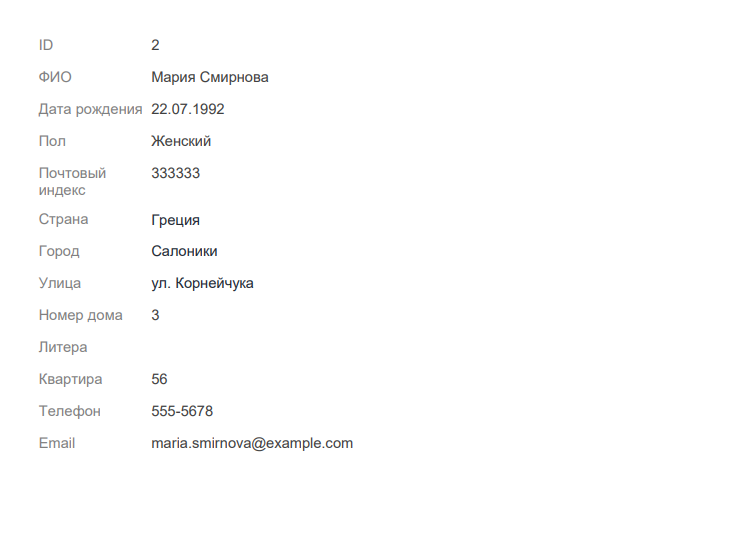 ID 2
ФИО Мария Смирнова
Дата рождения 22.07.1992
Пол Женский
Почтовый 333333
индекс
Страна Греция
Город Салоники
Улица ул. Корнейчука
Номер дома 3
Литера
Квартира 56
Телефон 555-5678
Email maria.smirnova@example.com